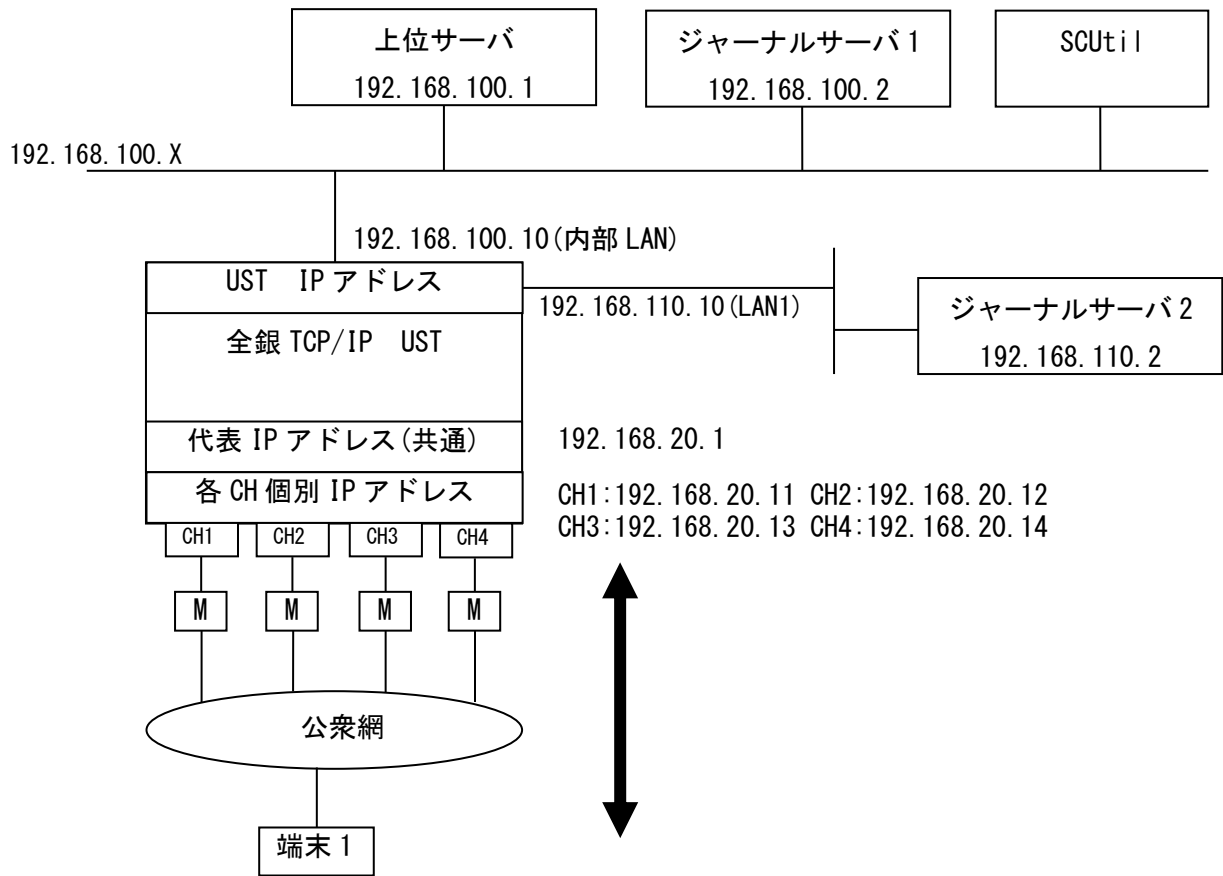 上位サーバ
192.168.100.1
ジャーナルサーバ1
192.168.100.2
SCUtil
192.168.100.X
192.168.100.10(内部LAN)
UST IPアドレス
192.168.110.10(LAN1)
ジャーナルサーバ2
192.168.110.2
全銀TCP/IP UST
代表IPアドレス(共通)
192.168.20.1
各CH個別IPアドレス
CH1:192.168.20.11 CH2:192.168.20.12
CH3:192.168.20.13 CH4:192.168.20.14
CH1 CH2 CH3 CH4
M M M M
公衆網
端末1